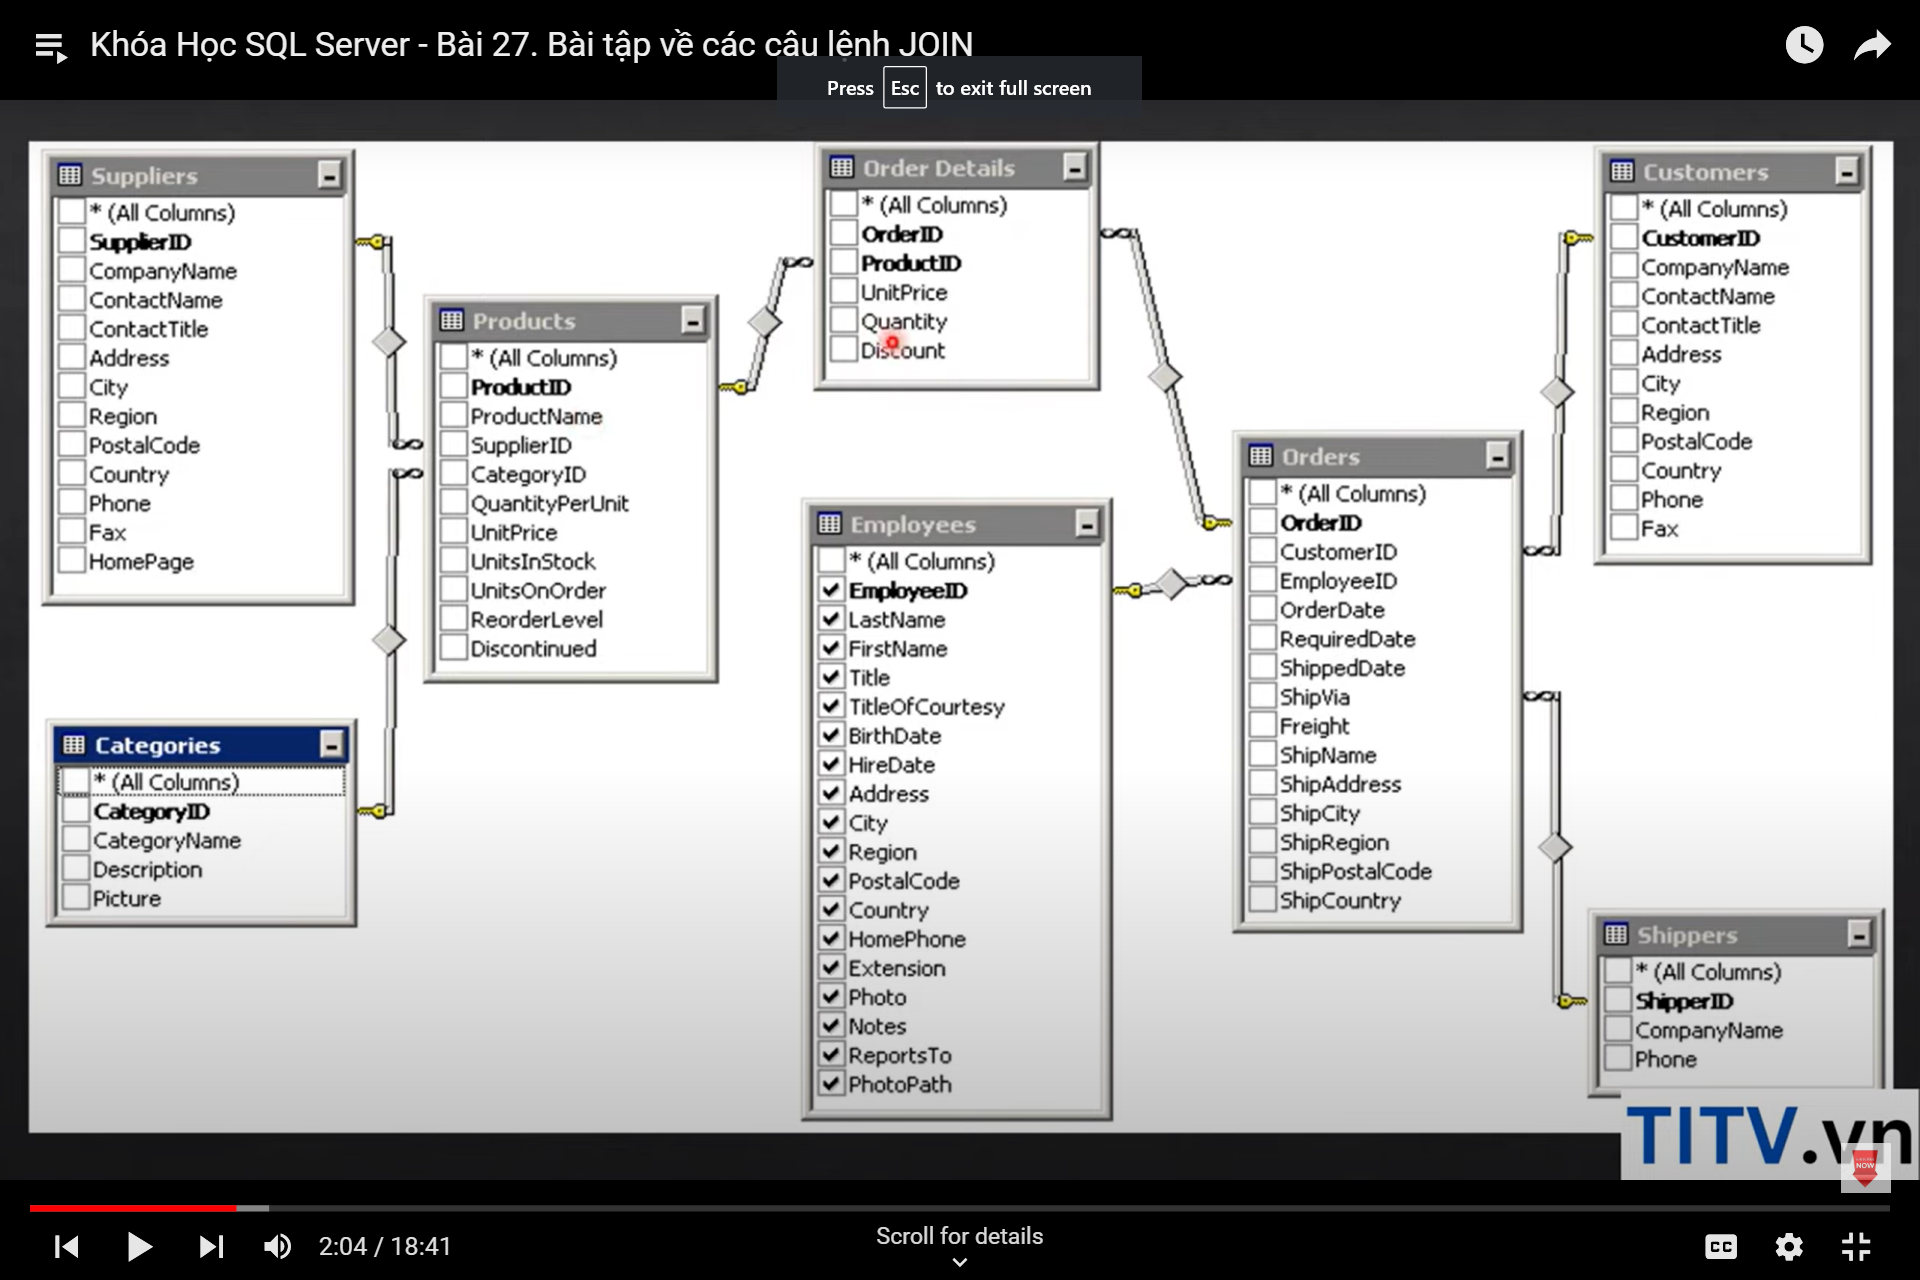 Khóa Học SQL Server - Bài 27. Bài tập về các câu lệnh JOIN
Press Esc to exit full screen
Suppliers
* (All Columns)
SupplierID
CompanyName
ContactName
ContactTitle
Address
City
Region
PostalCode
Country
Phone
Fax
HomePage
Categories
* (All Columns)
CategoryID
CategoryName
Description
Picture
Products
* (All Columns)
ProductID
ProductName
SupplierID
CategoryID
QuantityPerUnit
UnitPrice
UnitsInStock
UnitsOnOrder
ReorderLevel
Discontinued
Order Details
* (All Columns)
OrderID
ProductID
UnitPrice
Quantity
Discount
Employees
* (All Columns)
EmployeeID
LastName
FirstName
Title
TitleOfCourtesy
BirthDate
HireDate
Address
City
Region
PostalCode
Country
HomePhone
Extension
Photo
Notes
ReportsTo
PhotoPath
Orders
* (All Columns)
OrderID
CustomerID
EmployeeID
OrderDate
RequiredDate
ShippedDate
ShipVia
Freight
ShipName
ShipAddress
ShipCity
ShipRegion
ShipPostalCode
ShipCountry
Customers
* (All Columns)
CustomerID
CompanyName
ContactName
ContactTitle
Address
City
Region
PostalCode
Country
Phone
Fax
Shippers
* (All Columns)
ShipperID
CompanyName
Phone
TITV.vn
NOW
2:04 / 18:41
Scroll for details
CC